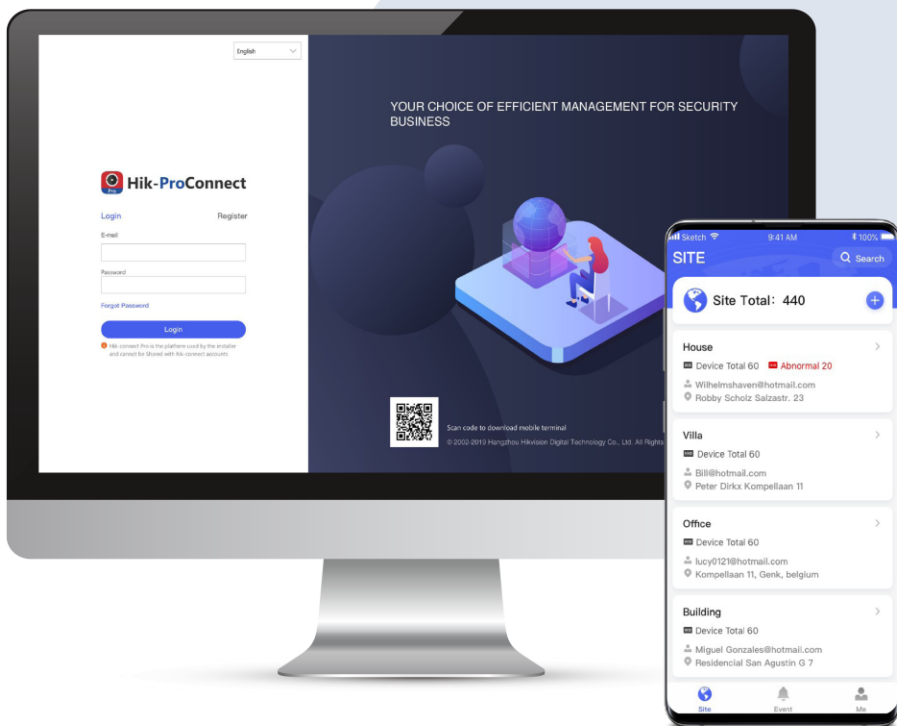 English
YOUR CHOICE OF EFFICIENT MANAGEMENT FOR SECURITY
BUSINESS
Pro
Hik-ProConnect
Login Register
E-mail
Password
Forgot Password
Login
Hik-connect Pro is the platform used by the installer
and cannot be Shared with hik-connect accounts
Scan code to download mobile terminal
© 2002-2019 Hangzhou Hikvision Digital Technology Co., Ltd. All Rights
Sketch 9:41 AM 100%
SITE Search
Site Total: 440
House
Device Total 60 Abnormal 20
Wilhelmshaven@hotmail.com
Robby Scholz Salzastr. 23
Villa
Device Total 60
Bill@hotmail.com
Peter Dirkx Kompellaan 11
Office
Device Total 60
lucy0121@hotmail.com
Kompellaan 11, Genk, belgium
Building
Device Total 60
Miguel Gonzales@hotmail.com
Residencial San Agustin G 7
Site Event Me